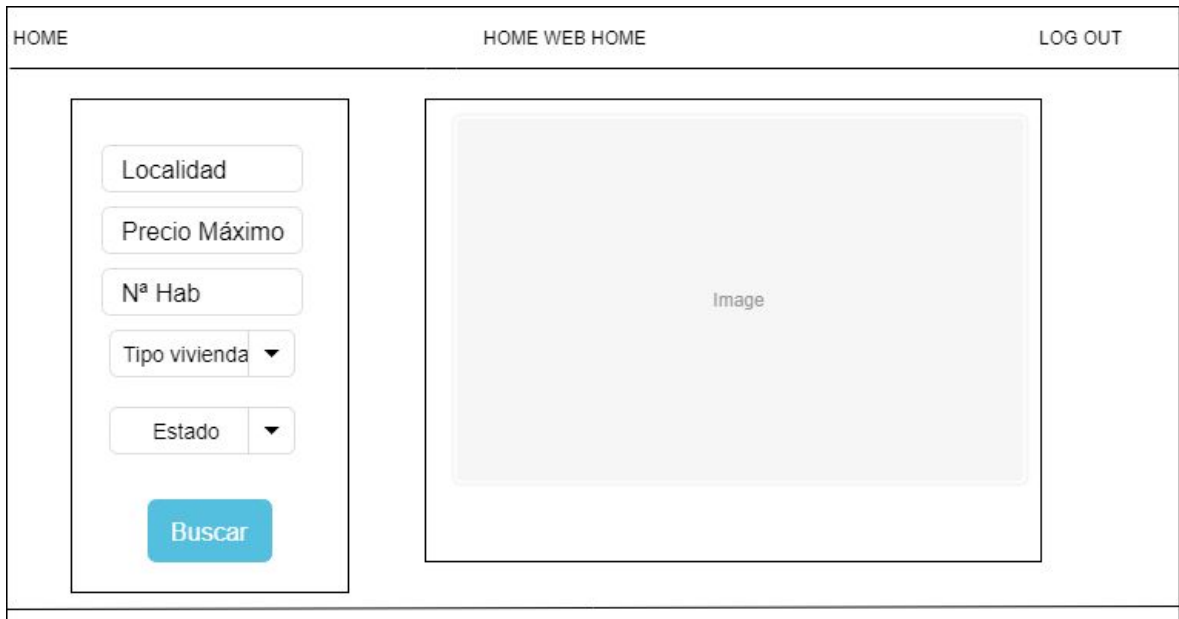 HOME HOME WEB HOME LOG OUT
Localidad
Precio Máximo
Nª Hab
Tipo vivienda
Estado
Buscar
Image